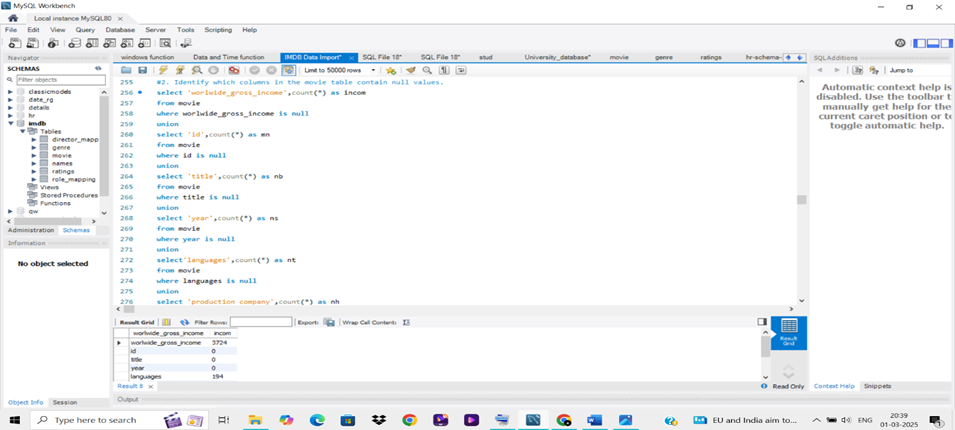 MySQL Workbench
Local instance MySQL80
File Edit View Query Database Server Tools Scripting Help
Navigator
SCHEMAS
Filter objects
classicmodels
date_rg
details
hr
imdb
Tables
director_mapp
genre
movie
names
ratings
role_mapping
Views
Stored Procedures
Functions
qw
Administration Schemas
Information
No object selected
Object Info Session
windows function Data and Time function IMDB Data Import* SQL File 18* SQL File 18* stud University_database* movie genre ratings hr-schema-
Limit to 50000 rows
255 #2. Identify which columns in the movie table contain null values.
256 select 'worlwide_gross_income',count(*) as incom
257 from movie
258 where worlwide_gross_income is null
259 union
260 select 'id',count(*) as mn
261 from movie
262 where id is null
263 union
264 select 'title',count(*) as nb
265 from movie
266 where title is null
267 union
268 select 'year',count(*) as ns
269 from movie
270 where year is null
271 union
272 select'languages',count(*) as nt
273 from movie
274 where languages is null
275 union
276 select 'production_company',count(*) as nh
Result Grid Filter Rows: Export: Wrap Cell Content:
worlwide_gross_income incom
worlwide_gross_income 3724
id 0
title 0
year 0
languages 194
Result Grid
Result 8 Read Only
Output
SQLAdditions
Jump to
Automatic context help is
disabled. Use the toolbar t
manually get help for the
current caret position or to
toggle automatic help.
Context Help Snippets
Type here to search
EU and India aim to...
ENG
20:39
01-03-2025
1